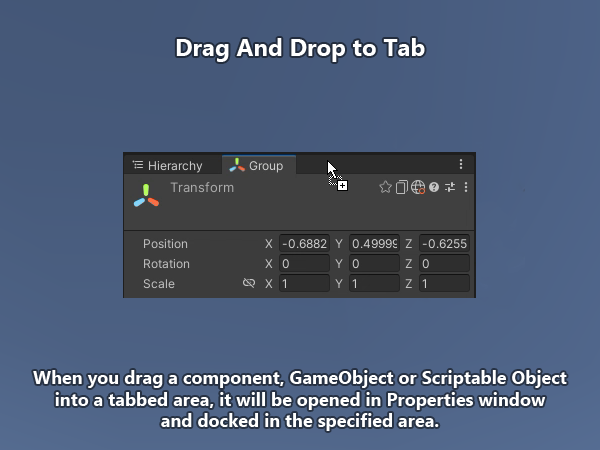 Drag And Drop to Tab
Hierarchy Group
Transform
Position X -0.6882 Y 0.49999 Z -0.6255
Rotation X 0 Y 0 Z 0
Scale X 1 Y 1 Z 1
When you drag a component, GameObject or Scriptable Object
into a tabbed area, it will be opened in Properties window
and docked in the specified area.